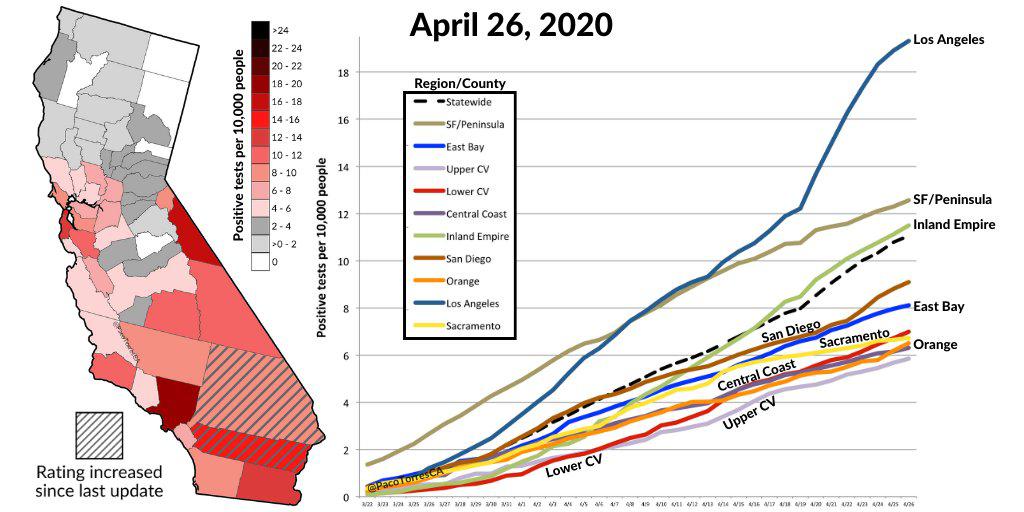 April 26, 2020
>24
22 - 24
20 - 22
18 - 20
16 - 18
14 -16
12 - 14
10 - 12
8 - 10
6 - 8
4 - 6
2 - 4
>0 - 2
0
Positive tests per 10,000 people
@PacoTorresCA
Rating increased
since last update
Positive tests per 10,000 people
18
16
14
12
10
8
6
4
2
0
Region/County
Statewide
SF/Peninsula
East Bay
Upper CV
Lower CV
Central Coast
Inland Empire
San Diego
Orange
Los Angeles
Sacramento
Los Angeles
SF/Peninsula
Inland Empire
East Bay
San Diego
Sacramento
Orange
Central Coast
Upper CV
Lower CV
@PacoTorresCA
3/22 3/23 3/24 3/25 3/26 3/27 3/28 3/29 3/30 3/31 4/1 4/2 4/3 4/4 4/5 4/6 4/7 4/8 4/9 4/10 4/11 4/12 4/13 4/14 4/15 4/16 4/17 4/18 4/19 4/20 4/21 4/22 4/23 4/24 4/25 4/26